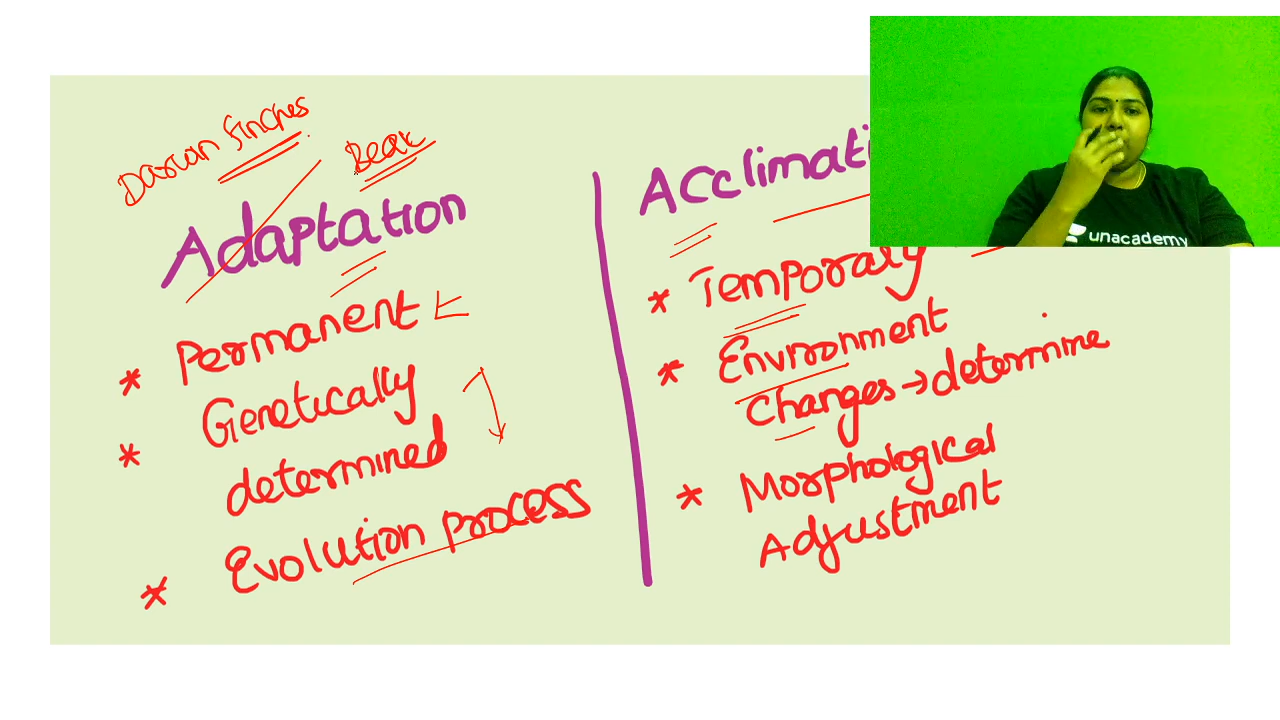 Darwin finches
Beak
Adaptation
* Permanent
* Genetically
determined
* Evolution process
Acclimati
* Temporary
* Environment
changes → determine
* Morphological
Adjustment
unacademy